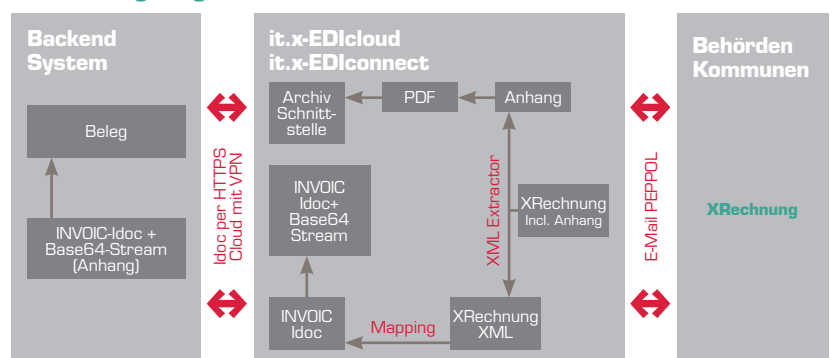 Backend
System
Beleg
INVOIC-Idoc +
Base64-Stream
(Anhang)
Idoc per HTTPS
Cloud mit VPN
it.x-EDIcloud
it.x-EDIconnect
Archiv
Schnitt-
stelle
PDF
Anhang
INVOIC
Idoc+
Base64
Stream
XML Extractor
XRechnung
Incl. Anhang
INVOIC
Idoc
Mapping
XRechnung
XML
E-Mail PEPPOL
Behörden
Kommunen
XRechnung